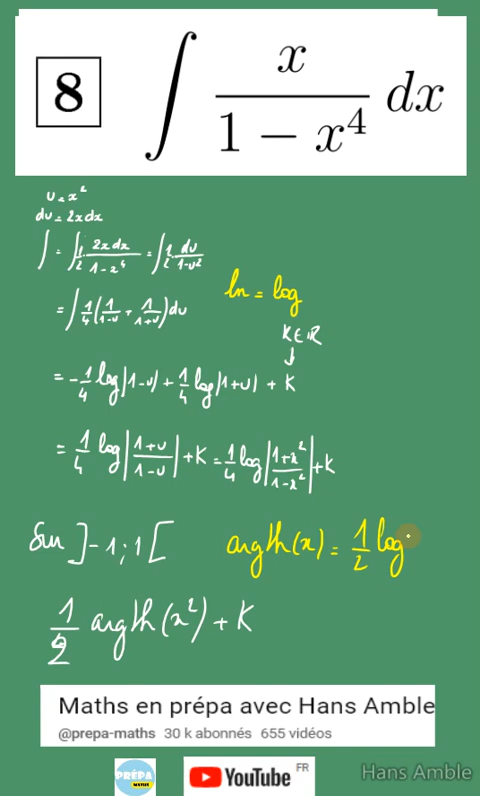 8 ∫ x/(1 − x⁴) dx
u = x²
du = 2x dx
∫ = ∫ 1/2 · 2x dx/(1 − x⁴) = ∫ 1/2 · du/(1 − u²)
= ∫ 1/4 (1/(1−u) + 1/(1+u)) du
ln = log
K ∈ ℝ
↓
= −1/4 log|1−u| + 1/4 log|1+u| + K
= 1/4 log|(1+u)/(1−u)| + K = 1/4 log|(1+x²)/(1−x²)| + K
Sur ]−1 ; 1[
argth(x) = 1/2 log
1/2 argth(x²) + K
Maths en prépa avec Hans Amble
@prepa-maths 30 k abonnés 655 vidéos
PRÉPA
MATHS
YouTube FR
Hans Amble